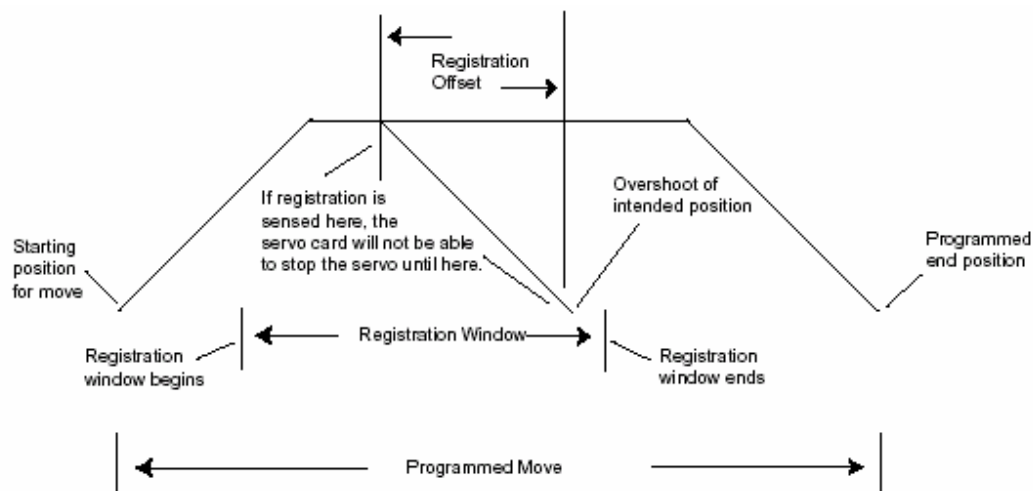 Registration
Offset
If registration is
sensed here, the
servo card will not be able
to stop the servo until here.
Overshoot of
intended position
Starting
position
for move
Programmed
end position
Registration
window begins
Registration Window
Registration
window ends
Programmed Move